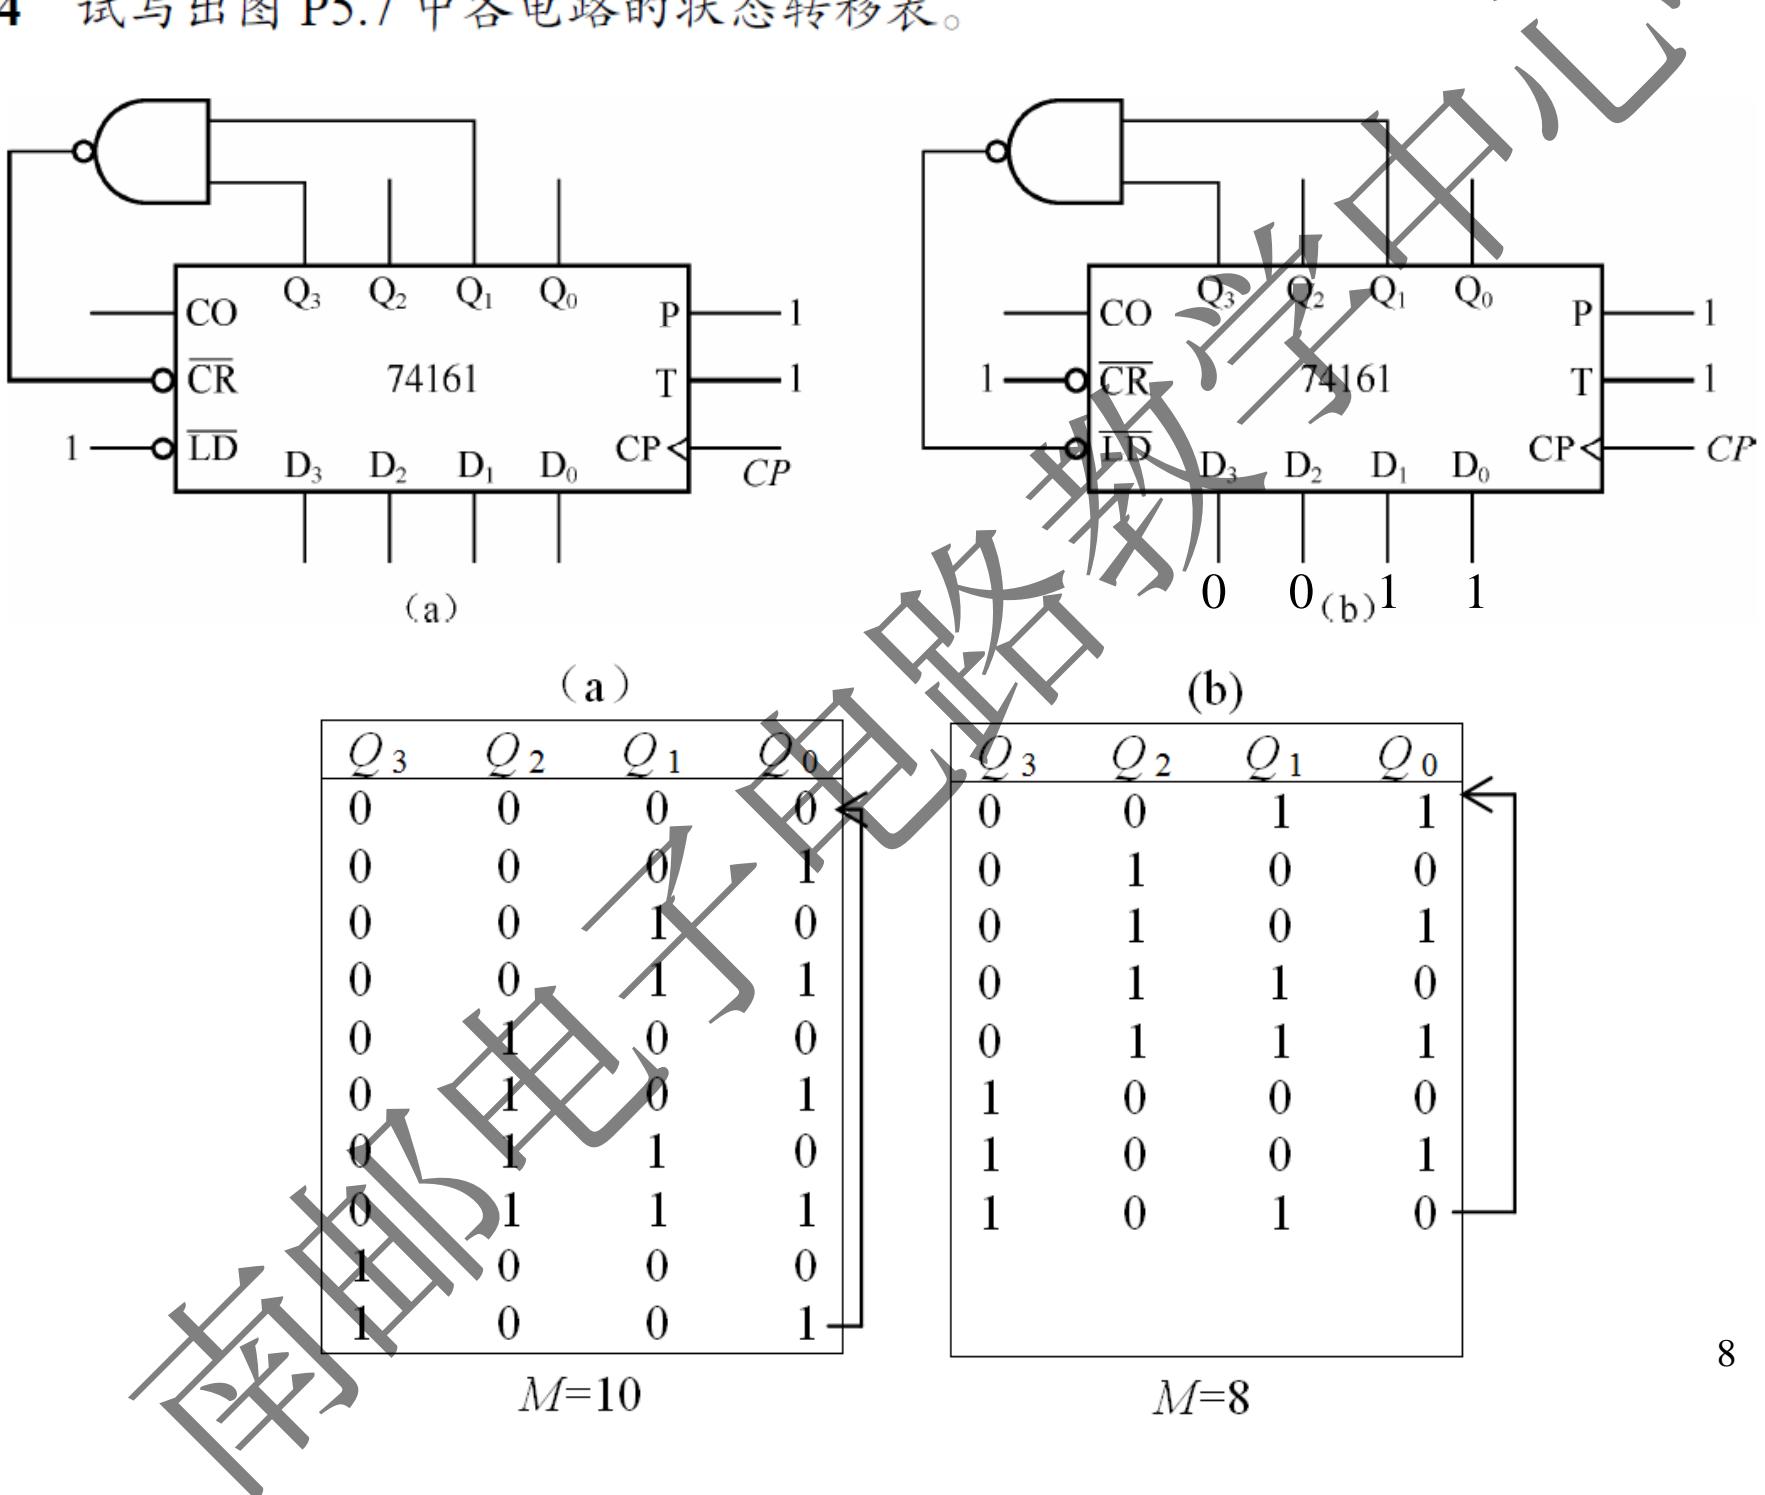 4 试写出图 P5.7 中各电路的状态转移表。
CO Q3 Q2 Q1 Q0 P 1
CR 74161 T 1
1 LD D3 D2 D1 D0 CP CP
(a)
CO Q3 Q2 Q1 Q0 P 1
1 CR 74161 T 1
LD D3 D2 D1 D0 CP CP
0 0 1 1
(b)
(a)
Q3 Q2 Q1 Q0
0 0 0 0
0 0 0 1
0 0 1 0
0 0 1 1
0 1 0 0
0 1 0 1
0 1 1 0
0 1 1 1
1 0 0 0
1 0 0 1
M=10
(b)
Q3 Q2 Q1 Q0
0 0 1 1
0 1 0 0
0 1 0 1
0 1 1 0
0 1 1 1
1 0 0 0
1 0 0 1
1 0 1 0
M=8
8
南邮电子电路教学中心